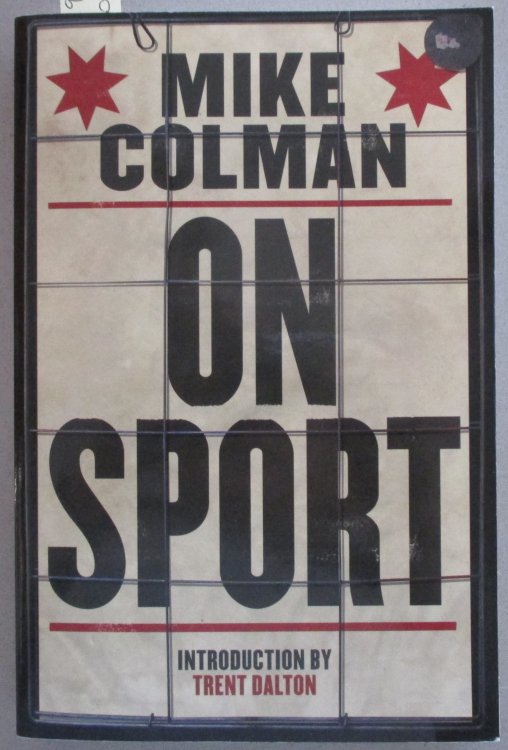 MIKE
COLMAN
ON
SPORT
INTRODUCTION BY
TRENT DALTON